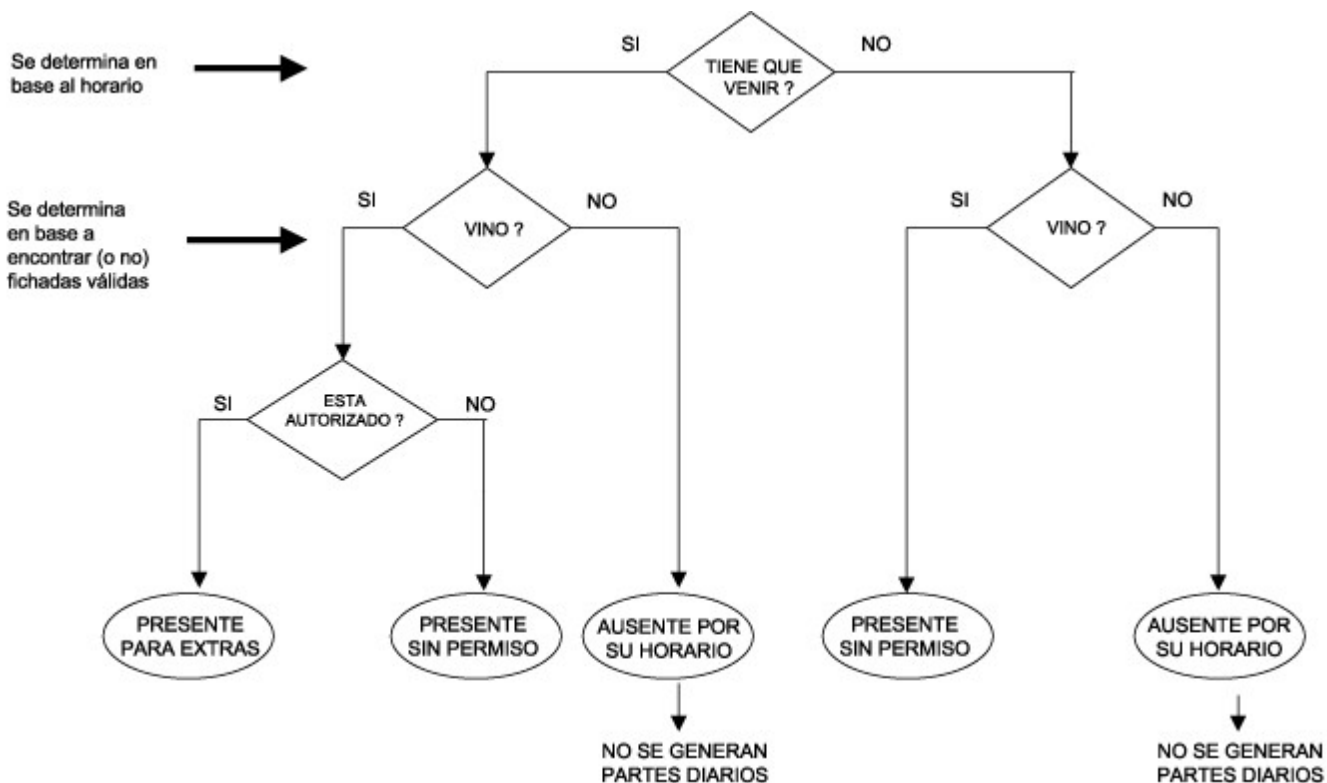 SI
NO
Se determina en
base al horario
TIENE QUE
VENIR ?
SI
NO
SI
NO
Se determina
en base a
encontrar (o no)
fichadas válidas
VINO ?
VINO ?
SI
NO
ESTA
AUTORIZADO ?
PRESENTE
PARA EXTRAS
PRESENTE
SIN PERMISO
AUSENTE POR
SU HORARIO
PRESENTE
SIN PERMISO
AUSENTE POR
SU HORARIO
NO SE GENERAN
PARTES DIARIOS
NO SE GENERAN
PARTES DIARIOS